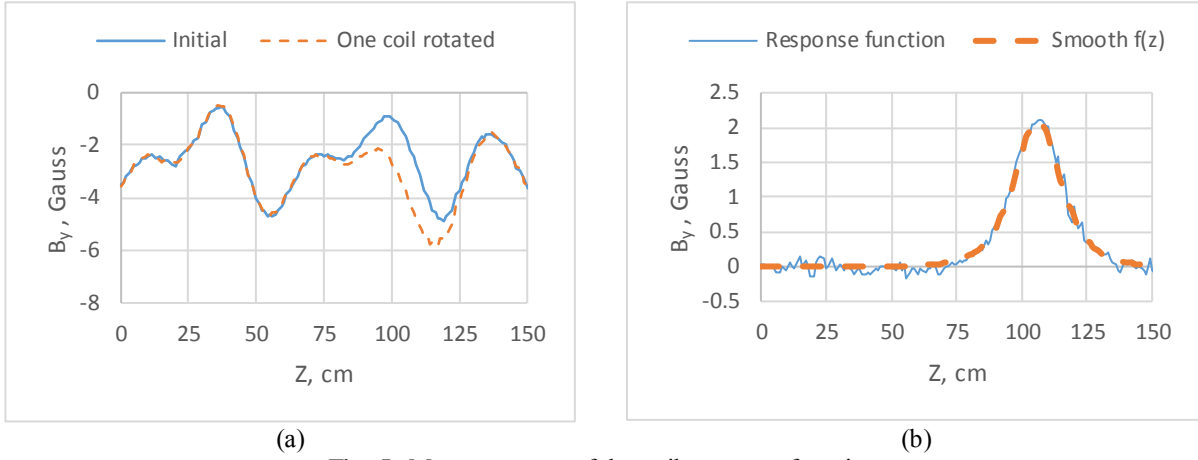 Initial
One coil rotated
0
-2
-4
-6
-8
B_y , Gauss
0 25 50 75 100 125 150
Z, cm
(a)
Response function
Smooth f(z)
2.5
2
1.5
1
0.5
0
-0.5
B_y , Gauss
0 25 50 75 100 125 150
Z, cm
(b)